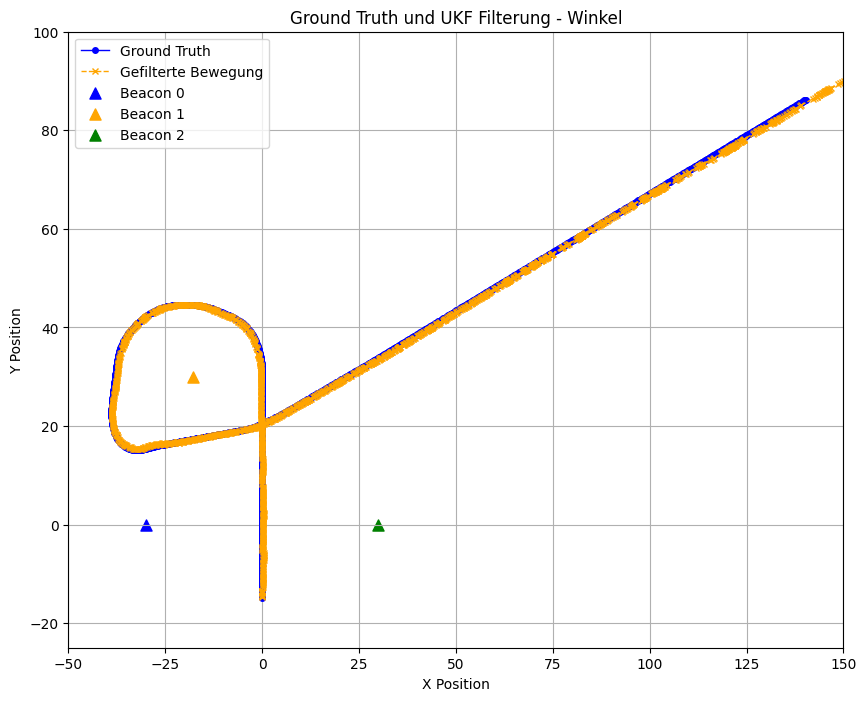 Ground Truth und UKF Filterung - Winkel
Ground Truth
Gefilterte Bewegung
Beacon 0
Beacon 1
Beacon 2
100
80
60
40
20
0
−20
Y Position
−50
−25
0
25
50
75
100
125
150
X Position